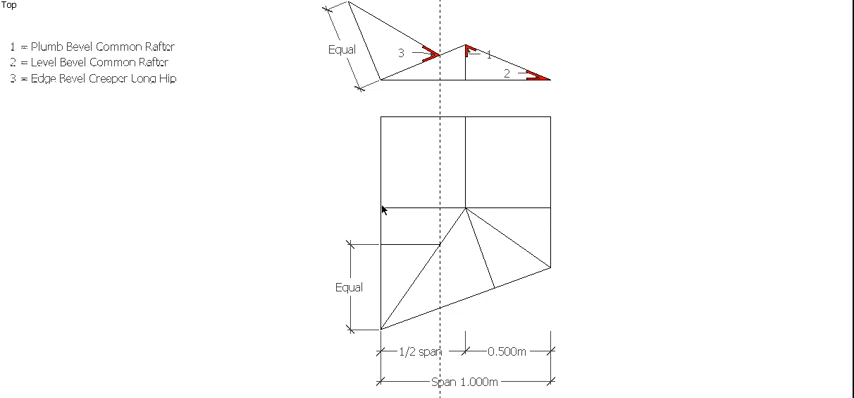 Top
Equal
3
1
2
1 = Plumb Bevel Common Rafter
2 = Level Bevel Common Rafter
3 = Edge Bevel Creeper Long Hip
Equal
1/2 span
0.500m
Span 1.000m